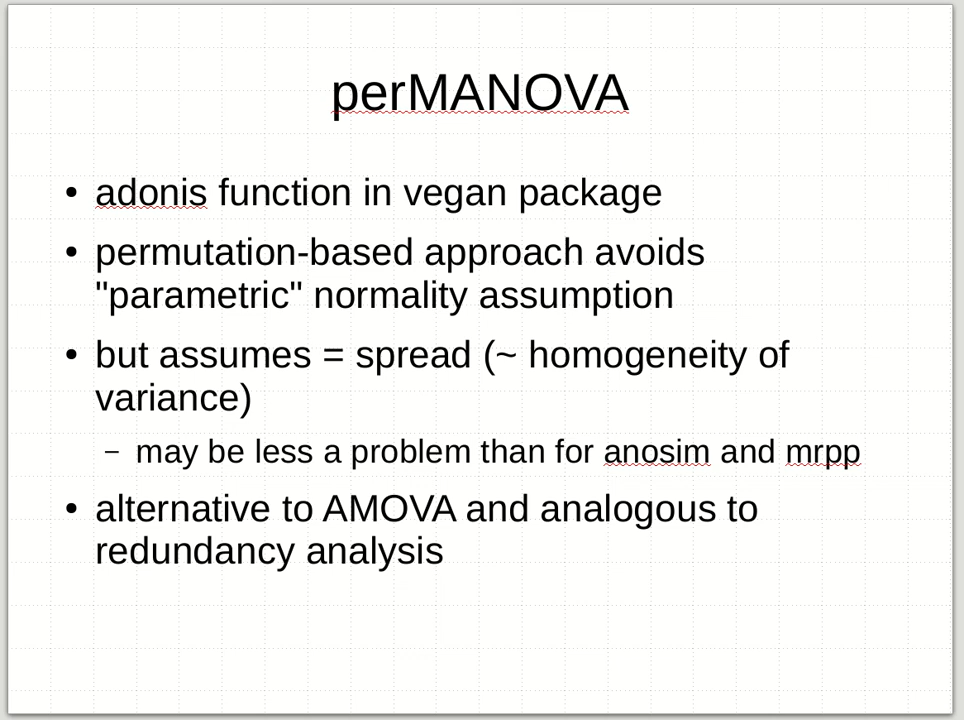 perMANOVA
• adonis function in vegan package
• permutation-based approach avoids
"parametric" normality assumption
• but assumes = spread (~ homogeneity of
variance)
– may be less a problem than for anosim and mrpp
• alternative to AMOVA and analogous to
redundancy analysis